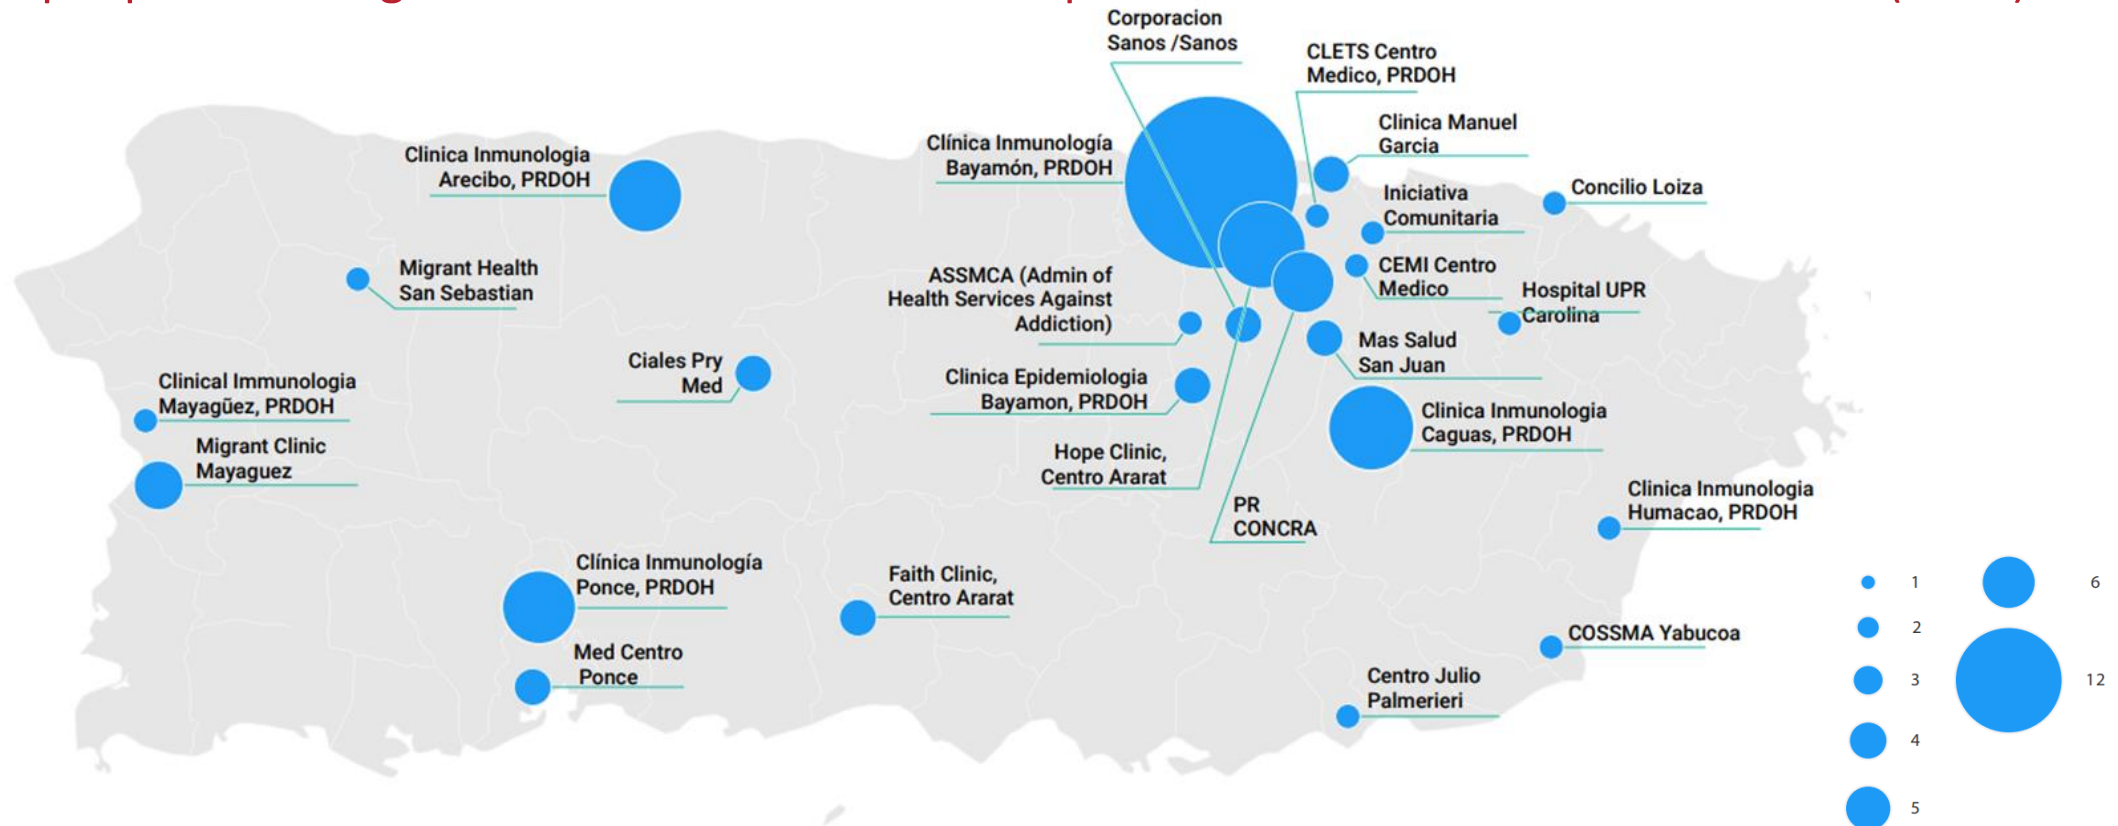 Corporacion
Sanos /Sanos
CLETS Centro
Medico, PRDOH
Clinica Manuel
Garcia
Clínica Inmunología
Bayamón, PRDOH
Clinica Inmunologia
Arecibo, PRDOH
Iniciativa
Comunitaria
Concilio Loiza
Migrant Health
San Sebastian
ASSMCA (Admin of
Health Services Against
Addiction)
CEMI Centro
Medico
Hospital UPR
Carolina
Mas Salud
San Juan
Ciales Pry
Med
Clinical Immunologia
Mayagüez, PRDOH
Clinica Epidemiologia
Bayamon, PRDOH
Clinica Inmunologia
Caguas, PRDOH
Migrant Clinic
Mayaguez
Hope Clinic,
Centro Ararat
PR
CONCRA
Clinica Inmunologia
Humacao, PRDOH
Clínica Inmunología
Ponce, PRDOH
Faith Clinic,
Centro Ararat
COSSMA Yabucoa
Med Centro
Ponce
Centro Julio
Palmerieri
1
2
3
4
5
6
12